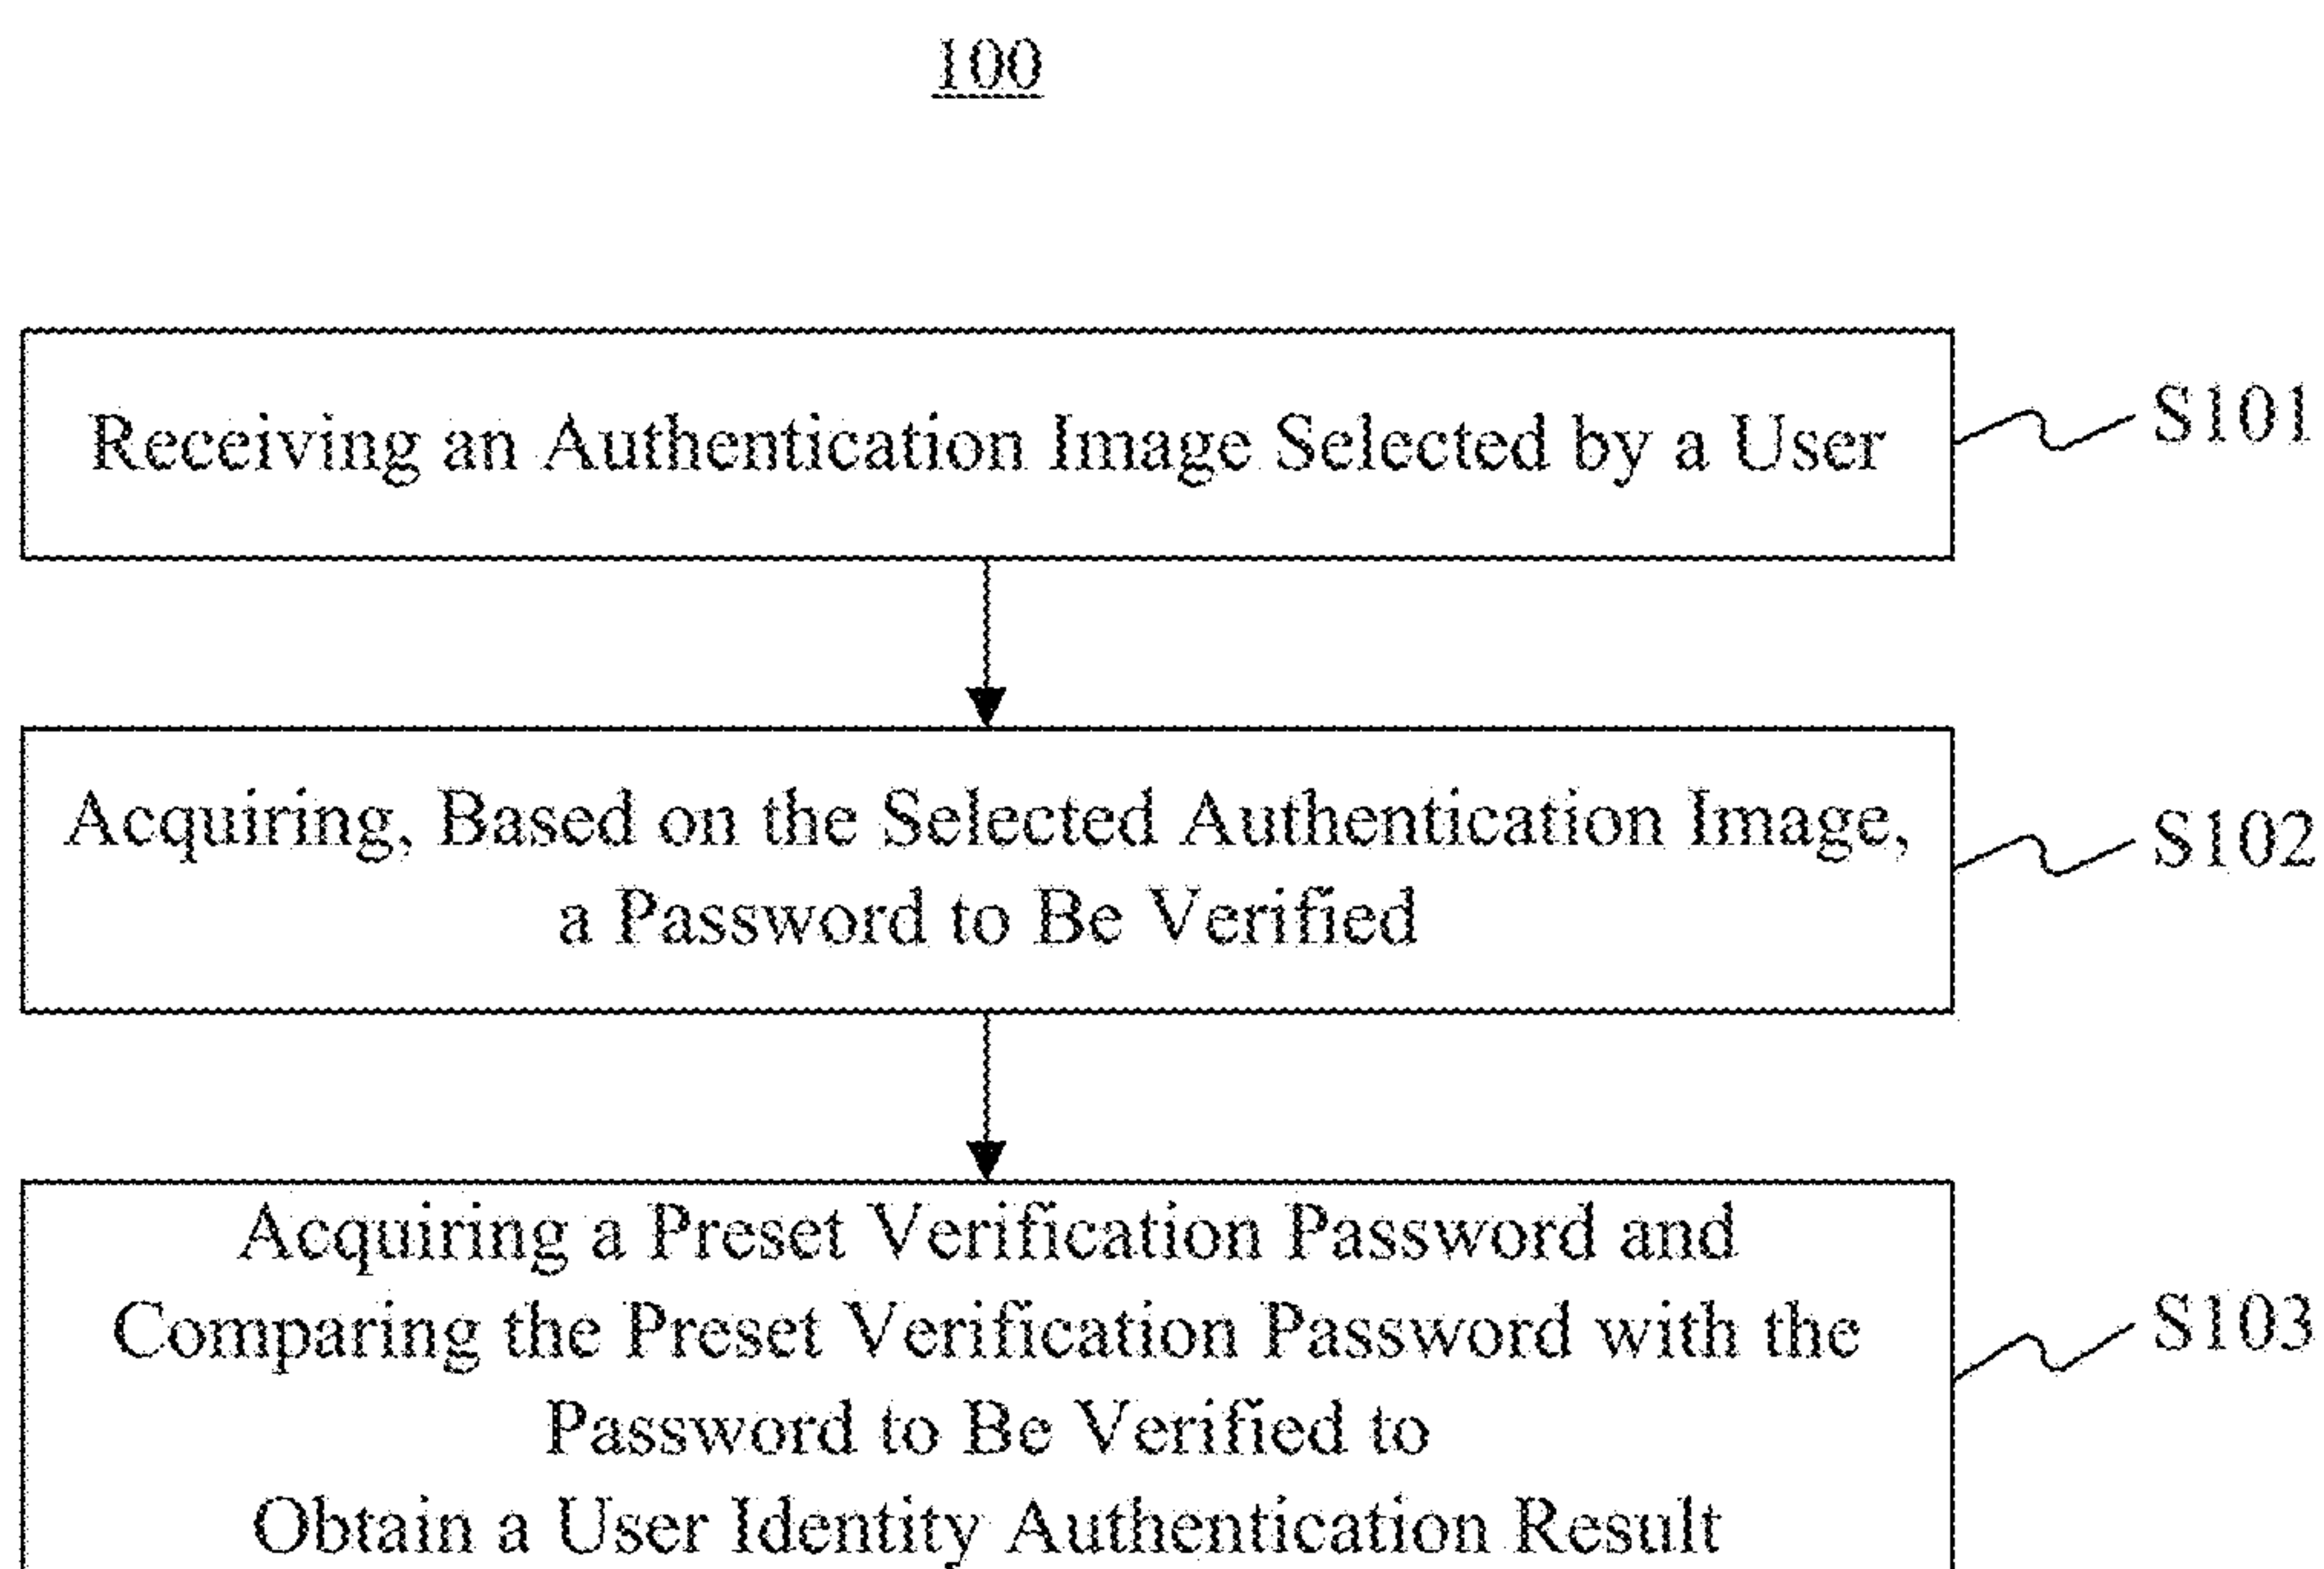 100
Receiving an Authentication Image Selected by a User
S101
Acquiring, Based on the Selected Authentication Image,
a Password to Be Verified
S102
Acquiring a Preset Verification Password and
Comparing the Preset Verification Password with the
Password to Be Verified to
Obtain a User Identity Authentication Result
S103